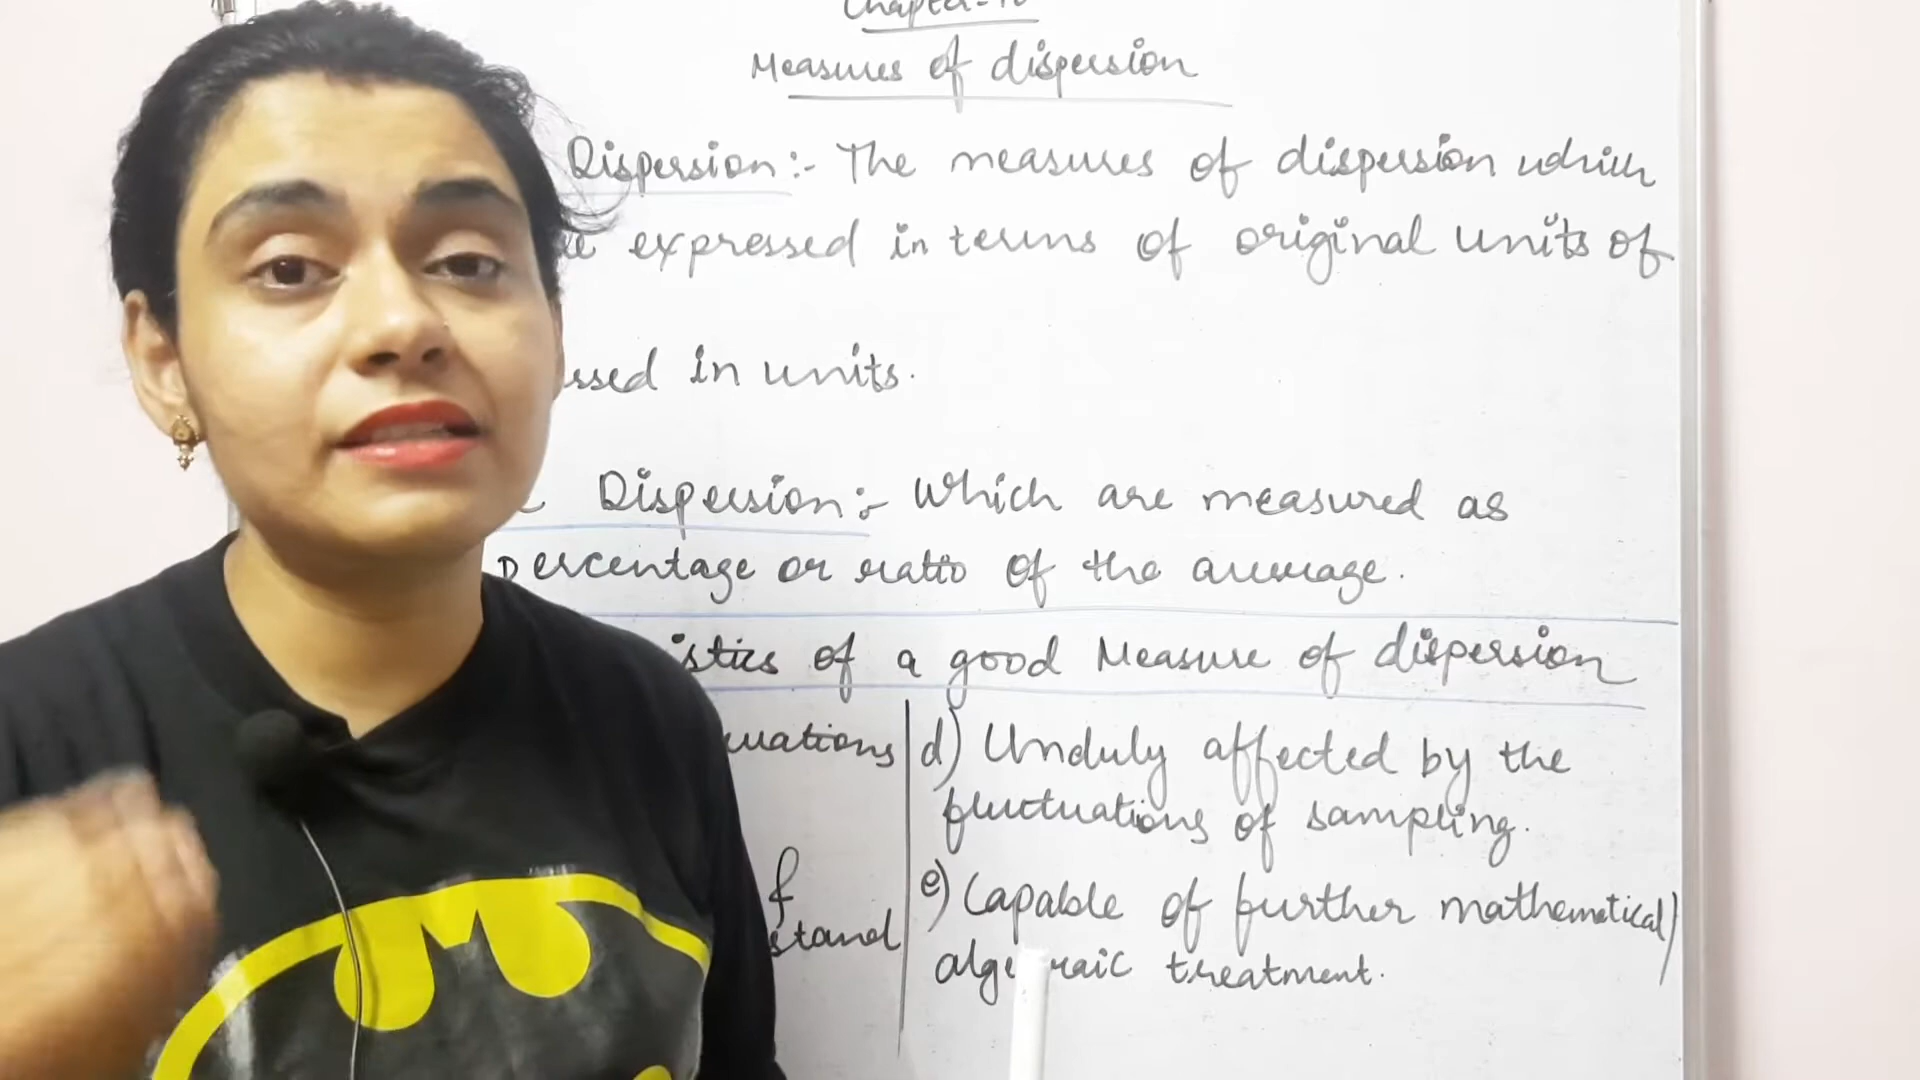 Measures of dispersion
Dispersion:- The measures of dispersion which
expressed in terms of original units of
ssed in units.
Dispersion:- Which are measured as
percentage or ratio of the average.
istics of a good Measure of dispersion
uations
d) Unduly affected by the
fluctuations of sampling.
f
stand
e) Capable of further mathematical/
algebraic treatment.